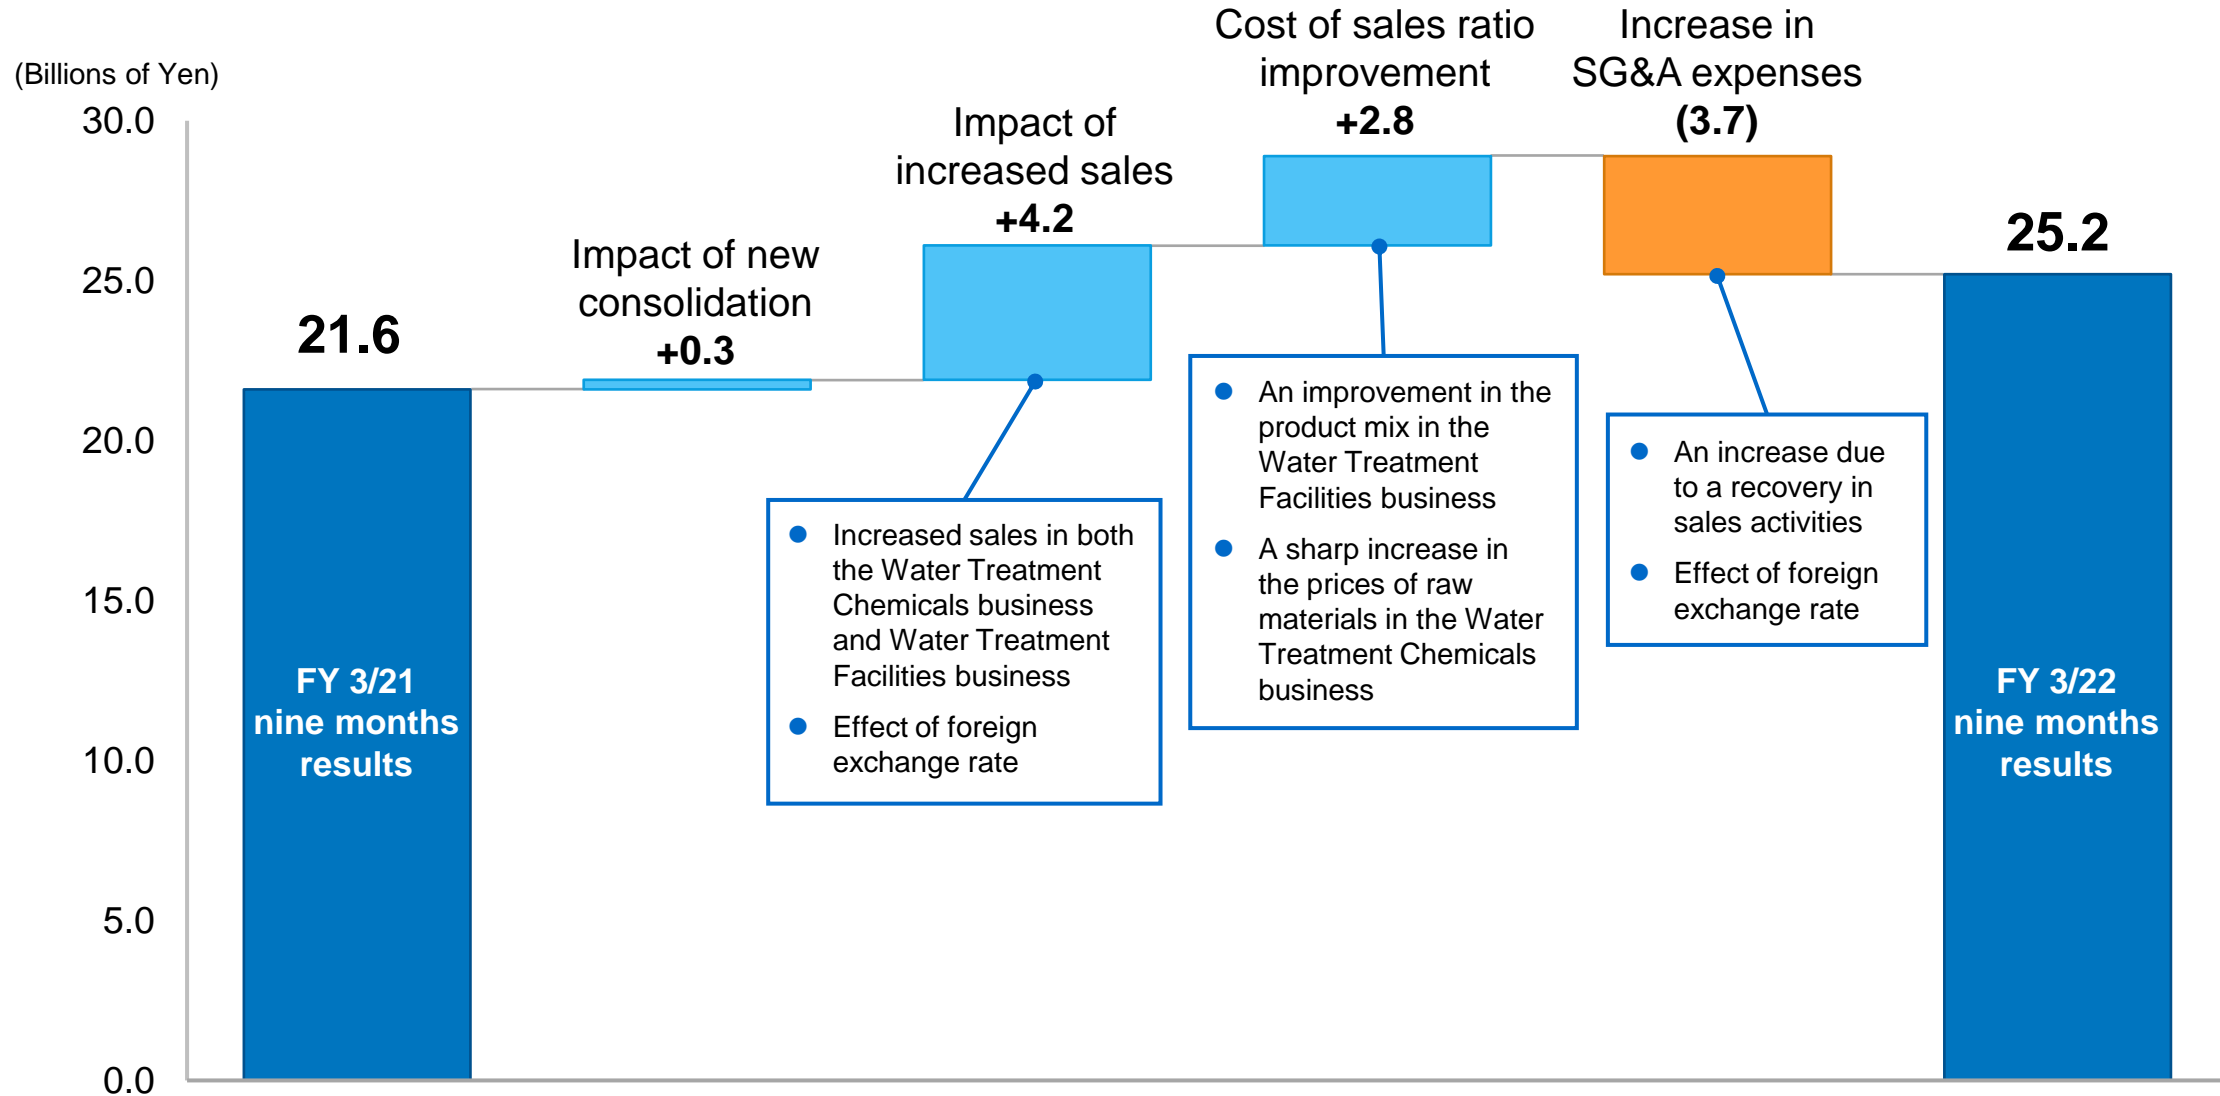 (Billions of Yen)
30.0
25.0
20.0
15.0
10.0
5.0
0.0
21.6
FY 3/21
nine months
results
Impact of new
consolidation
+0.3
Impact of
increased sales
+4.2
● Increased sales in both
the Water Treatment
Chemicals business
and Water Treatment
Facilities business
● Effect of foreign
exchange rate
Cost of sales ratio
improvement
+2.8
● An improvement in the
product mix in the
Water Treatment
Facilities business
● A sharp increase in
the prices of raw
materials in the Water
Treatment Chemicals
business
Increase in
SG&A expenses
(3.7)
● An increase due
to a recovery in
sales activities
● Effect of foreign
exchange rate
25.2
FY 3/22
nine months
results